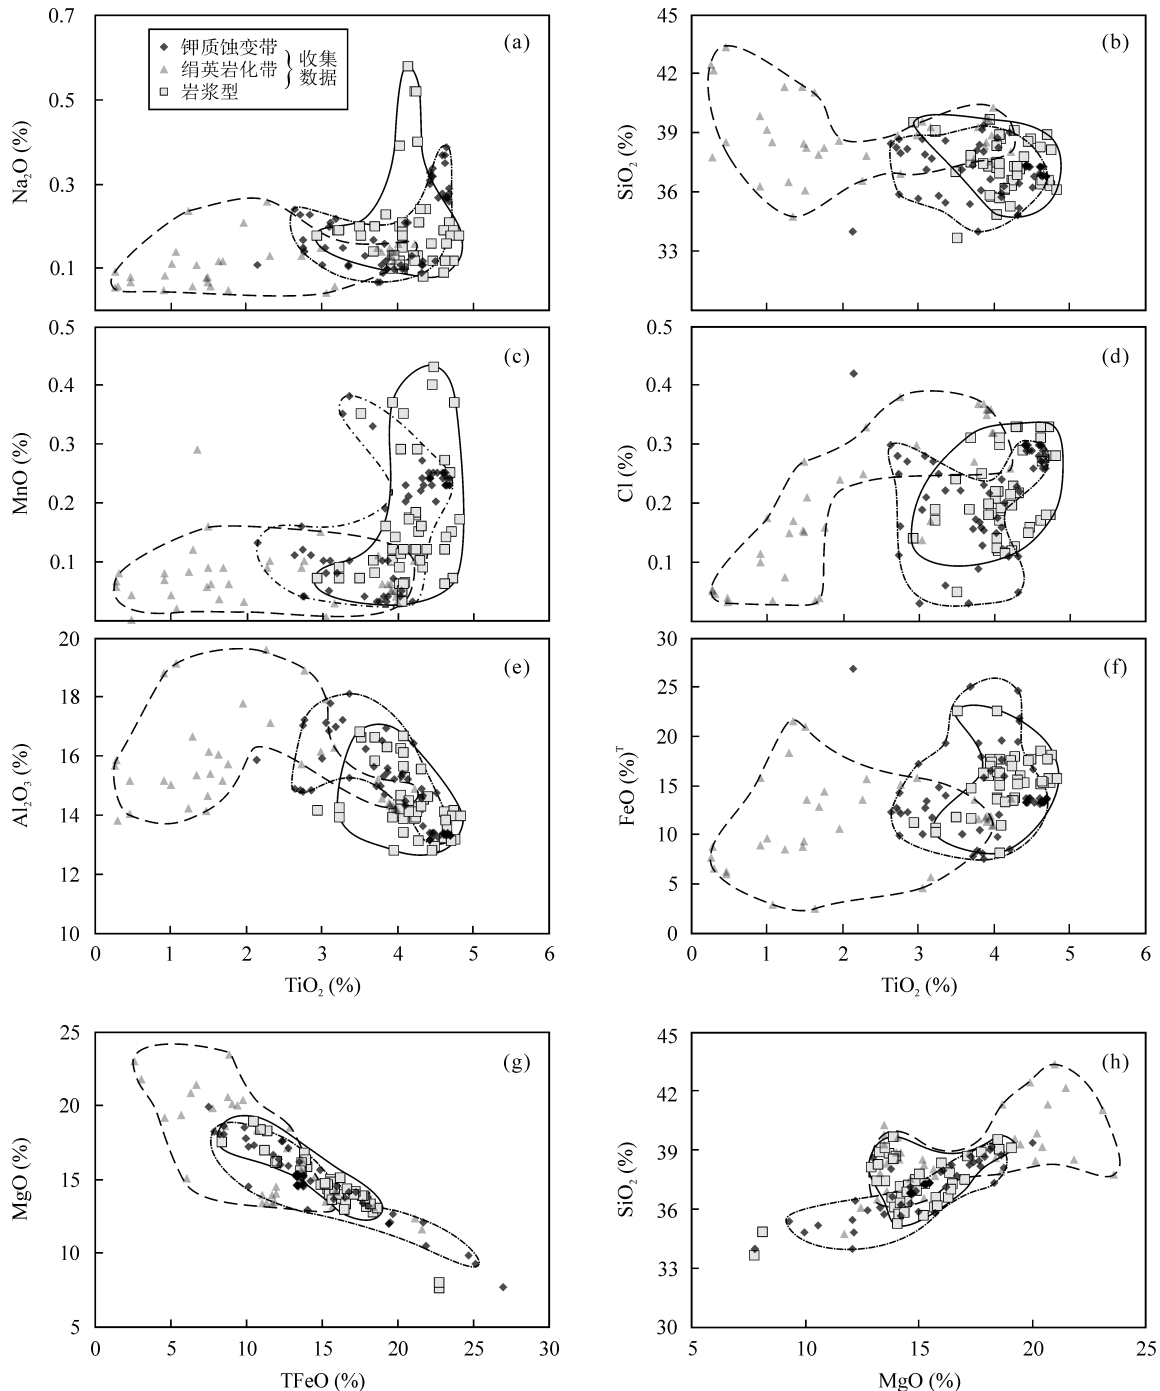 0.7
0.5
0.3
0.1
Na₂O (%)
(a)
钾质蚀变带
绢英岩化带
岩浆型
收集
数据
45
42
39
36
33
SiO₂ (%)
(b)
0.5
0.4
0.3
0.2
0.1
MnO (%)
(c)
0.5
0.4
0.3
0.2
0.1
Cl (%)
(d)
20
18
16
14
12
10
Al₂O₃ (%)
(e)
0 1 2 3 4 5 6
TiO₂ (%)
30
25
20
15
10
5
0
FeO (%)ᵀ
(f)
0 1 2 3 4 5 6
TiO₂ (%)
25
20
15
10
5
MgO (%)
(g)
0 5 10 15 20 25 30
TFeO (%)
45
42
39
36
33
30
SiO₂ (%)
(h)
5 10 15 20 25
MgO (%)